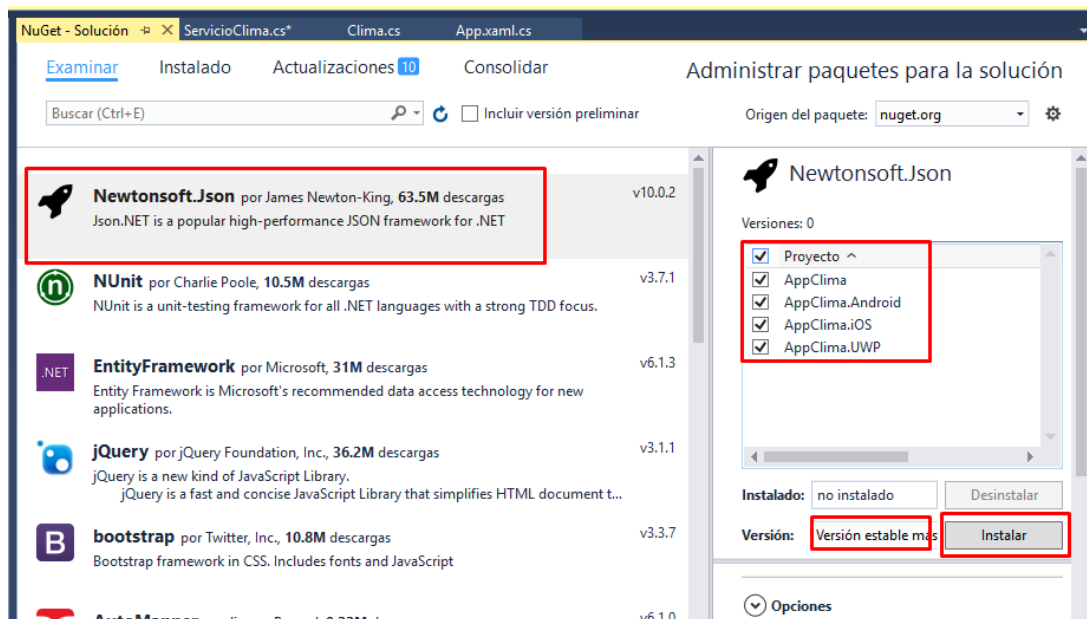 NuGet - Solución ServicioClima.cs* Clima.cs App.xaml.cs
Examinar Instalado Actualizaciones 10 Consolidar
Administrar paquetes para la solución
Buscar (Ctrl+E) Incluir versión preliminar
Origen del paquete: nuget.org
Newtonsoft.Json por James Newton-King, 63.5M descargas v10.0.2
Json.NET is a popular high-performance JSON framework for .NET
n
NUnit por Charlie Poole, 10.5M descargas v3.7.1
NUnit is a unit-testing framework for all .NET languages with a strong TDD focus.
.NET
EntityFramework por Microsoft, 31M descargas v6.1.3
Entity Framework is Microsoft's recommended data access technology for new
applications.
jQuery por jQuery Foundation, Inc., 36.2M descargas v3.1.1
jQuery is a new kind of JavaScript Library.
jQuery is a fast and concise JavaScript Library that simplifies HTML document t...
B
bootstrap por Twitter, Inc., 10.8M descargas v3.3.7
Bootstrap framework in CSS. Includes fonts and JavaScript
v6.1.0
Newtonsoft.Json
Versiones: 0
Proyecto
AppClima
AppClima.Android
AppClima.iOS
AppClima.UWP
Instalado: no instalado Desinstalar
Versión: Versión estable más Instalar
Opciones